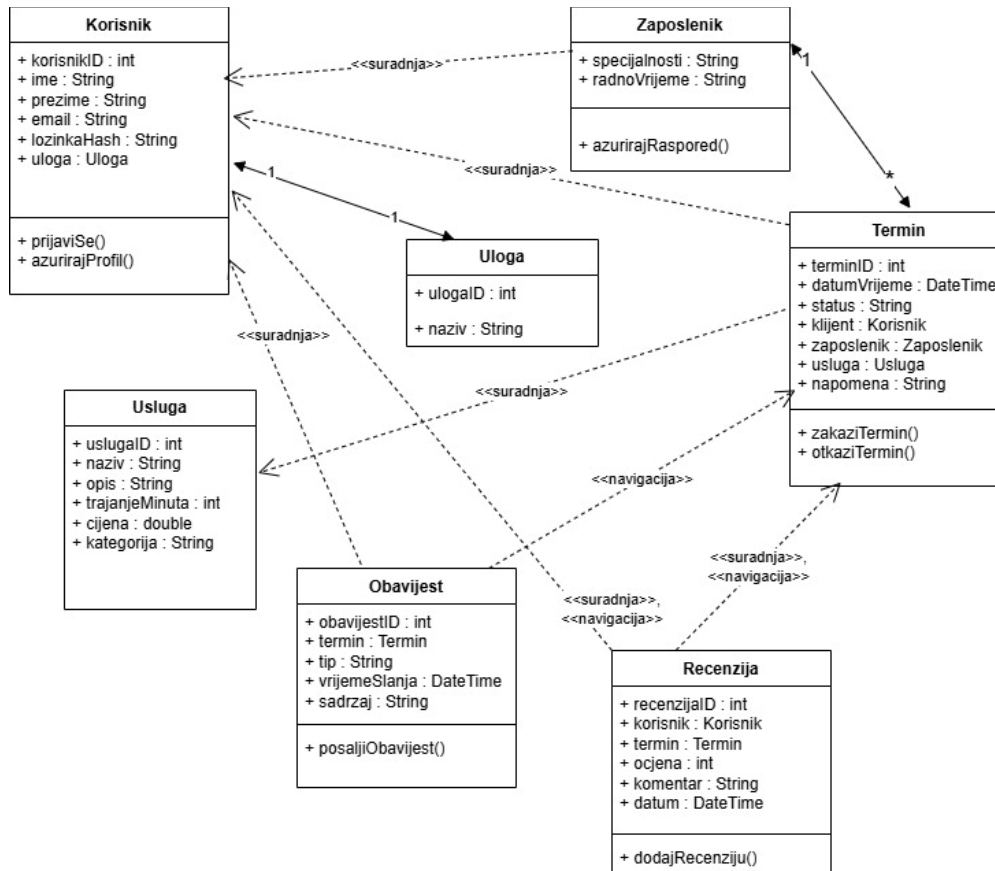 Korisnik
+ korisnikID : int
+ ime : String
+ prezime : String
+ email : String
+ lozinkaHash : String
+ uloga : Uloga
+ prijaviSe()
+ azurirajProfil()
Zaposlenik
+ specijalnosti : String
+ radnoVrijeme : String
+ azurirajRaspored()
<<suradnja>>
<<suradnja>>
1
*
1
1
Uloga
+ ulogaID : int
+ naziv : String
Termin
+ terminID : int
+ datumVrijeme : DateTime
+ status : String
+ klijent : Korisnik
+ zaposlenik : Zaposlenik
+ usluga : Usluga
+ napomena : String
+ zakaziTermin()
+ otkaziTermin()
<<suradnja>>
<<suradnja>>
Usluga
+ uslugaID : int
+ naziv : String
+ opis : String
+ trajanjeMinuta : int
+ cijena : double
+ kategorija : String
<<navigacija>>
<<suradnja>>,
<<navigacija>>
<<suradnja>>,
<<navigacija>>
Obavijest
+ obavijestID : int
+ termin : Termin
+ tip : String
+ vrijemeSlanja : DateTime
+ sadrzaj : String
+ posaljiObavijest()
Recenzija
+ recenzijaID : int
+ korisnik : Korisnik
+ termin : Termin
+ ocjena : int
+ komentar : String
+ datum : DateTime
+ dodajRecenziju()